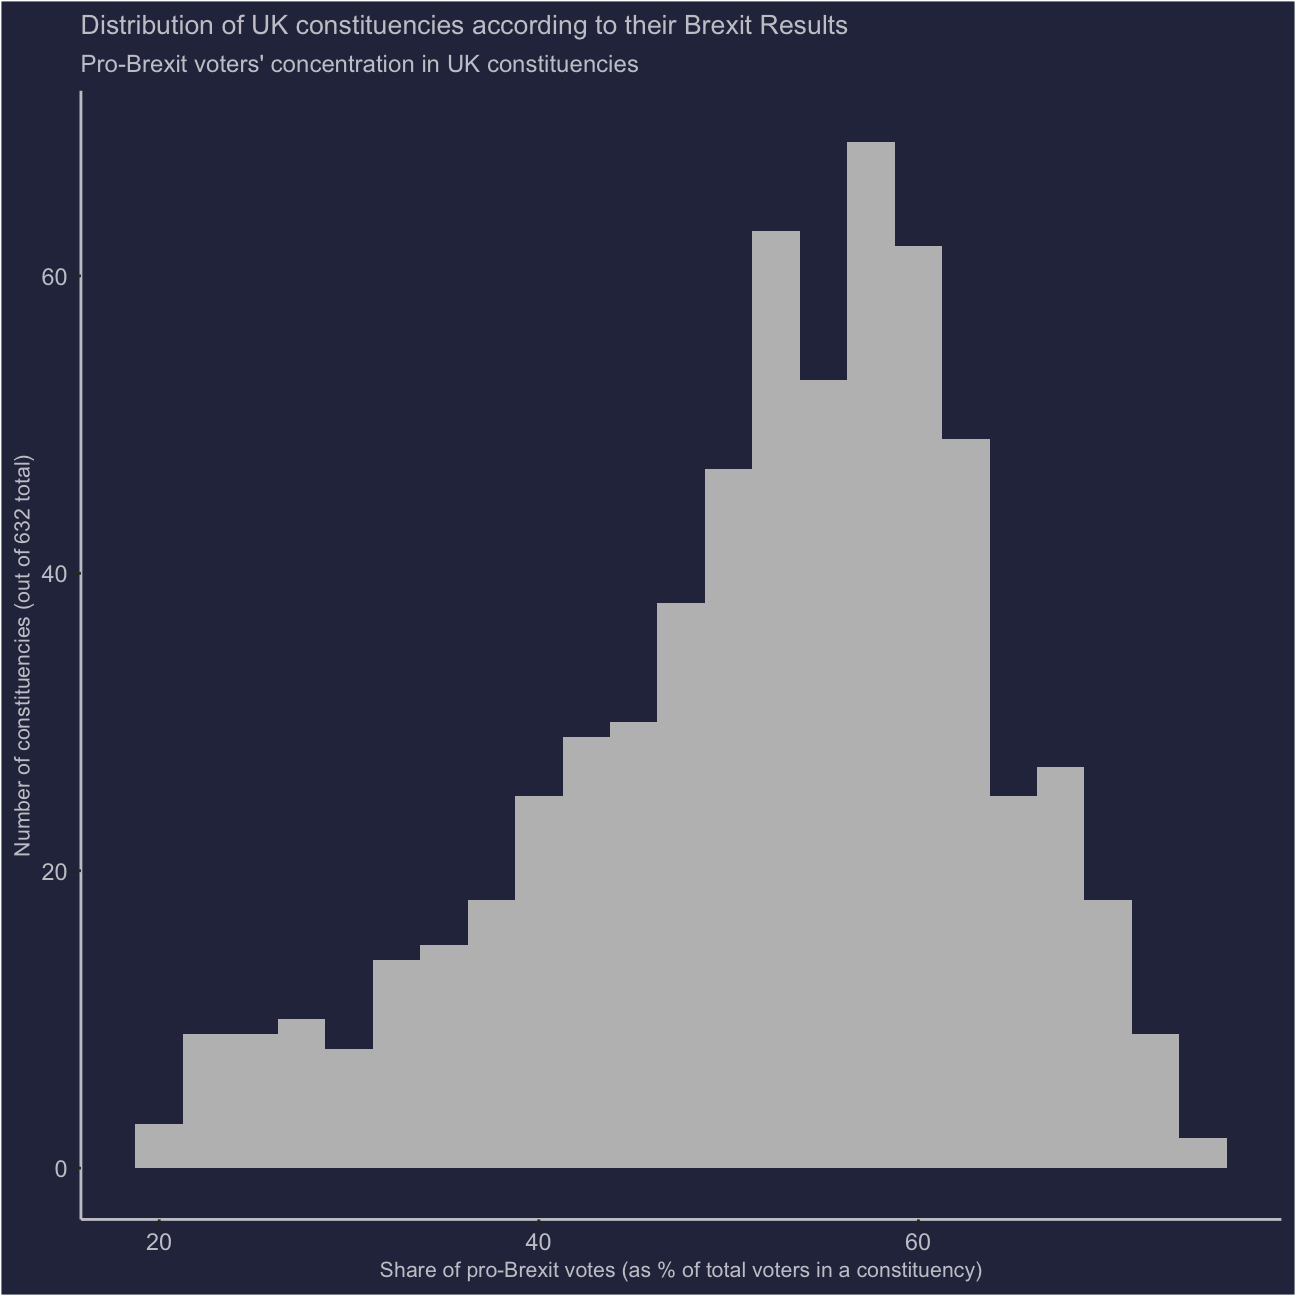 Distribution of UK constituencies according to their Brexit Results
Pro-Brexit voters' concentration in UK constituencies
Number of constituencies (out of 632 total)
60
40
20
0
20
40
60
Share of pro-Brexit votes (as % of total voters in a constituency)